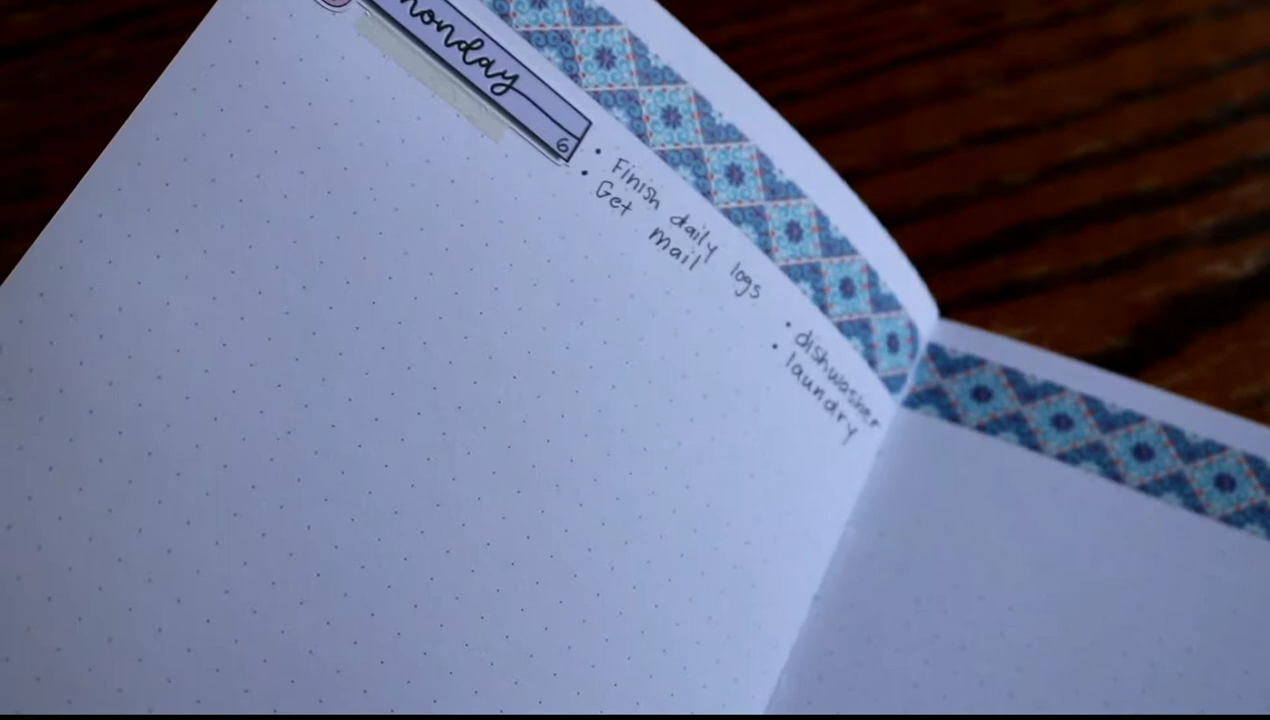 monday
6
• Finish daily logs
• Get mail
• dishwasher
• laundry